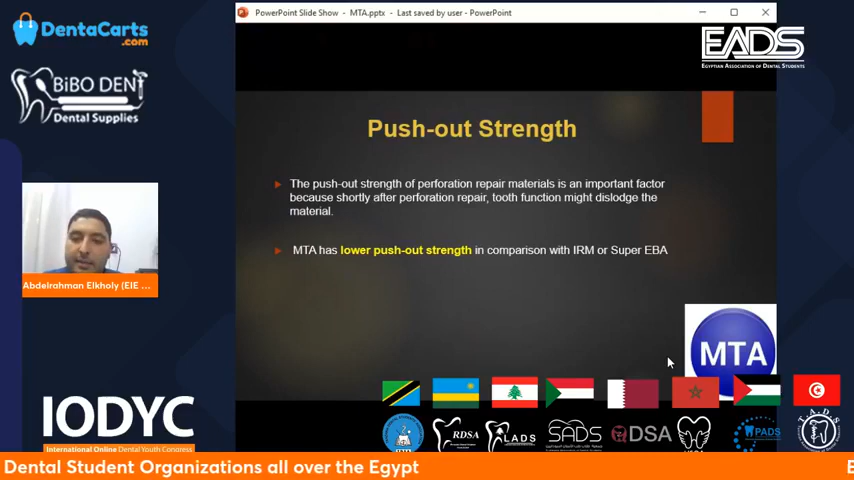 PowerPoint Slide Show - MTA.pptx - Last saved by user - PowerPoint
DentaCarts
.com
BiBO DENT
Dental Supplies
EADS
EGYPTIAN ASSOCIATION OF DENTAL STUDENTS
Push-out Strength
The push-out strength of perforation repair materials is an important factor
because shortly after perforation repair, tooth function might dislodge the
material.
MTA has lower push-out strength in comparison with IRM or Super EBA
Abdelrahman Elkholy (EIE ...
MTA
IODYC
International Online Dental Youth Congress
RDSA
LADS
SADS
QDSA
PADS
T.A.D.S
Dental Student Organizations all over the Egypt
E